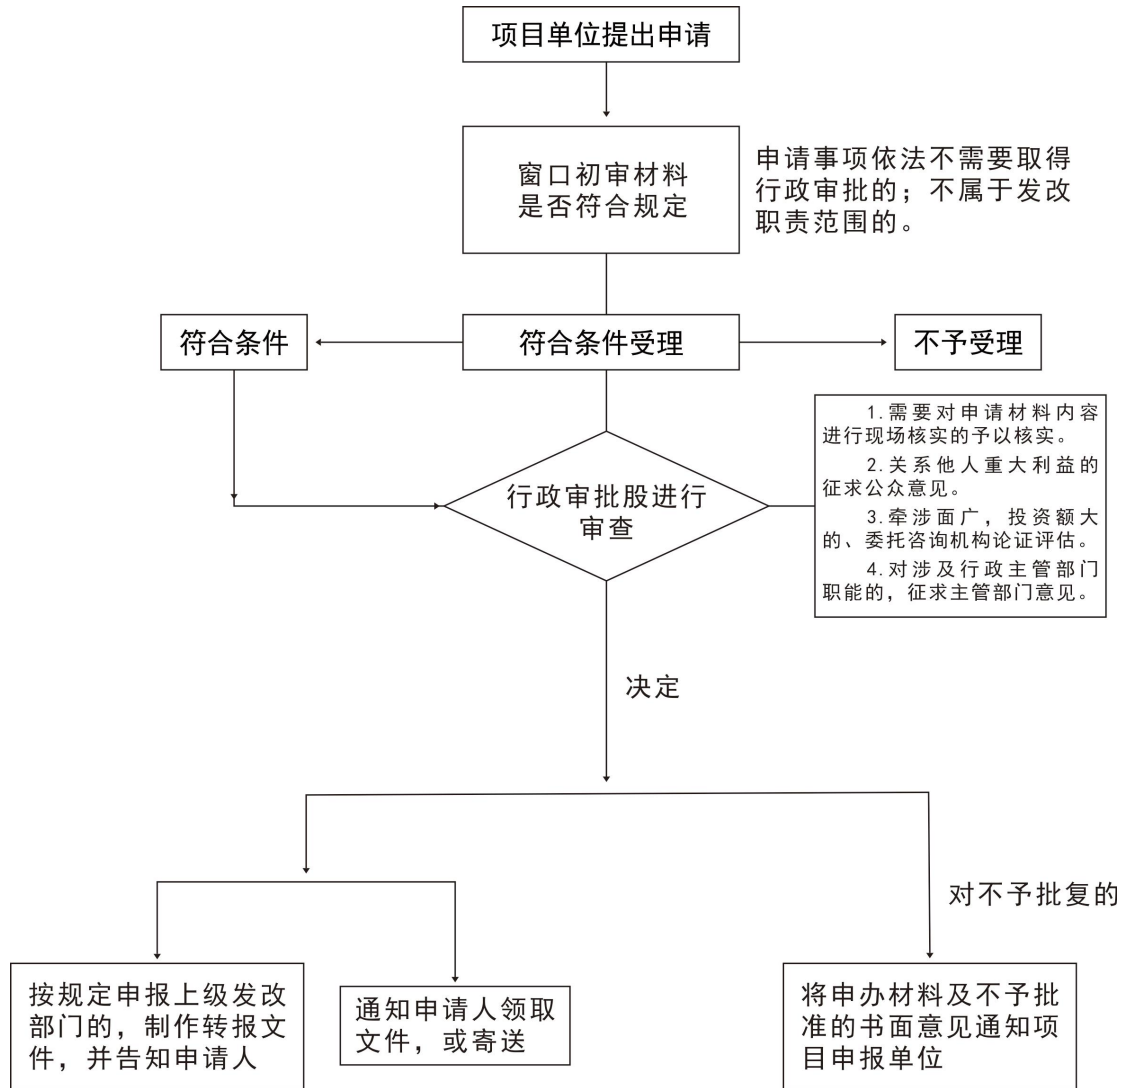 项目单位提出申请
窗口初审材料
是否符合规定
申请事项依法不需要取得
行政审批的；不属于发改
职责范围的。
符合条件
符合条件受理
不予受理
1.需要对申请材料内容
进行现场核实的予以核实。
2.关系他人重大利益的
征求公众意见。
3.牵涉面广，投资额大
的、委托咨询机构论证评估。
4.对涉及行政主管部门
职能的，征求主管部门意见。
行政审批股进行
审查
决定
对不予批复的
按规定申报上级发改
部门的，制作转报文
件，并告知申请人
通知申请人领取
文件，或寄送
将申办材料及不予批
准的书面意见通知项
目申报单位